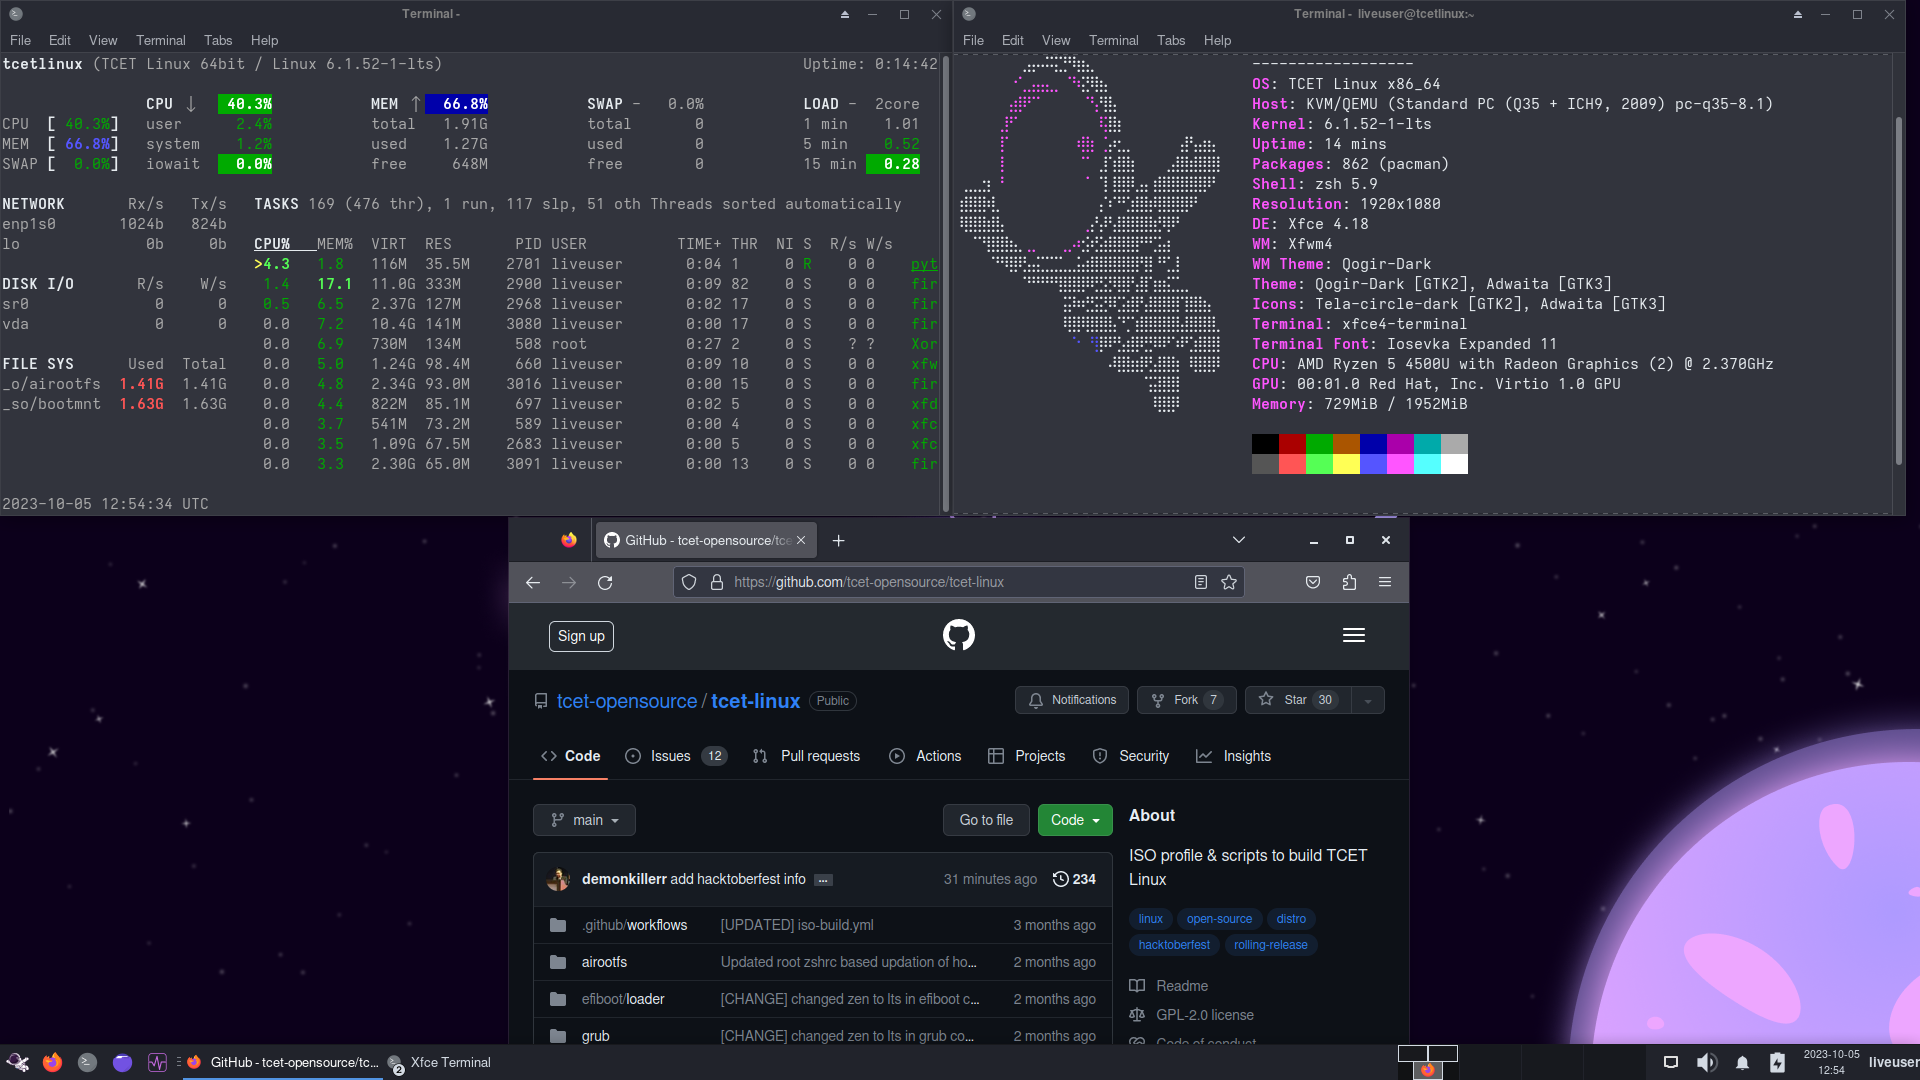 Terminal -
File Edit View Terminal Tabs Help
tcetlinux (TCET Linux 64bit / Linux 6.1.52-1-lts) Uptime: 0:14:42
CPU ↓ 40.3% MEM ↑ 66.8% SWAP - 0.0% LOAD - 2core
CPU [ 40.3%] user 2.4% total 1.91G total 0 1 min 1.01
MEM [ 66.8%] system 1.2% used 1.27G used 0 5 min 0.52
SWAP [ 0.0%] iowait 0.0% free 648M free 0 15 min 0.28
NETWORK Rx/s Tx/s TASKS 169 (476 thr), 1 run, 117 slp, 51 oth Threads sorted automatically
enp1s0 1024b 824b
lo 0b 0b CPU% MEM% VIRT RES PID USER TIME+ THR NI S R/s W/s
>4.3 1.8 116M 35.5M 2701 liveuser 0:04 1 0 R 0 0 pyt
DISK I/O R/s W/s 1.4 17.1 11.0G 333M 2900 liveuser 0:09 82 0 S 0 0 fir
sr0 0 0 0.5 6.5 2.37G 127M 2968 liveuser 0:02 17 0 S 0 0 fir
vda 0 0 0.0 7.2 10.4G 141M 3080 liveuser 0:00 17 0 S 0 0 fir
0.0 6.9 730M 134M 508 root 0:27 2 0 S ? ? Xor
FILE SYS Used Total 0.0 5.0 1.24G 98.4M 660 liveuser 0:09 10 0 S 0 0 xfw
_o/airootfs 1.41G 1.41G 0.0 4.8 2.34G 93.0M 3016 liveuser 0:00 15 0 S 0 0 fir
_so/bootmnt 1.63G 1.63G 0.0 4.4 822M 85.1M 697 liveuser 0:02 5 0 S 0 0 xfd
0.0 3.7 541M 73.2M 589 liveuser 0:00 4 0 S 0 0 xfc
0.0 3.5 1.09G 67.5M 2683 liveuser 0:00 5 0 S 0 0 xfc
0.0 3.3 2.30G 65.0M 3091 liveuser 0:00 13 0 S 0 0 fir
2023-10-05 12:54:34 UTC
Terminal - liveuser@tcetlinux:~
File Edit View Terminal Tabs Help
------------------
OS: TCET Linux x86_64
Host: KVM/QEMU (Standard PC (Q35 + ICH9, 2009) pc-q35-8.1)
Kernel: 6.1.52-1-lts
Uptime: 14 mins
Packages: 862 (pacman)
Shell: zsh 5.9
Resolution: 1920x1080
DE: Xfce 4.18
WM: Xfwm4
WM Theme: Qogir-Dark
Theme: Qogir-Dark [GTK2], Adwaita [GTK3]
Icons: Tela-circle-dark [GTK2], Adwaita [GTK3]
Terminal: xfce4-terminal
Terminal Font: Iosevka Expanded 11
CPU: AMD Ryzen 5 4500U with Radeon Graphics (2) @ 2.370GHz
GPU: 00:01.0 Red Hat, Inc. Virtio 1.0 GPU
Memory: 729MiB / 1952MiB
GitHub - tcet-opensource/tce
https://github.com/tcet-opensource/tcet-linux
Sign up
tcet-opensource / tcet-linux Public Notifications Fork 7 Star 30
Code Issues 12 Pull requests Actions Projects Security Insights
main Go to file Code
demonkillerr add hacktoberfest info ... 31 minutes ago 234
.github/workflows [UPDATED] iso-build.yml 3 months ago
airootfs Updated root zshrc based updation of ho... 2 months ago
efiboot/loader [CHANGE] changed zen to lts in efiboot c... 2 months ago
grub [CHANGE] changed zen to lts in grub co... 2 months ago
About
ISO profile & scripts to build TCET
Linux
linux open-source distro
hacktoberfest rolling-release
Readme
GPL-2.0 license
Code of conduct
GitHub - tcet-opensource/tc... 2 Xfce Terminal 2023-10-05 liveuser
12:54